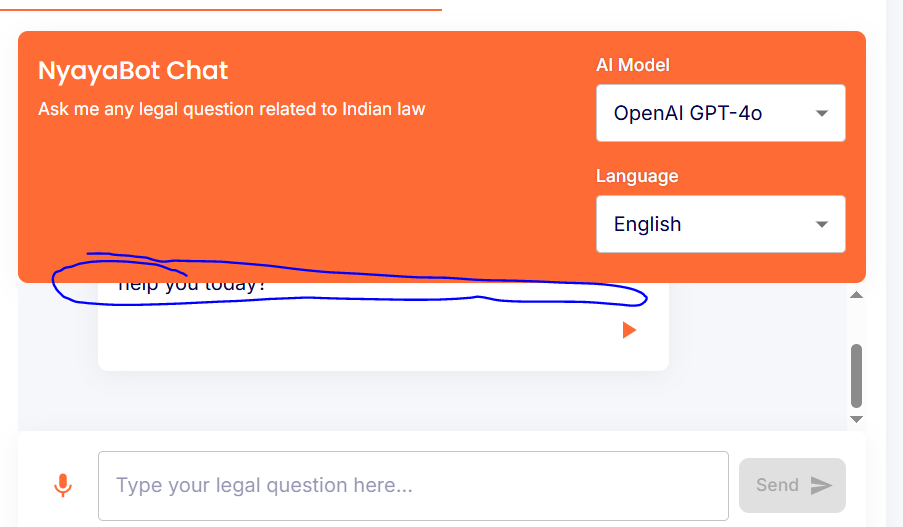 NyayaBot Chat
Ask me any legal question related to Indian law
AI Model
OpenAI GPT-4o
Language
English
help you today?
Type your legal question here...
Send